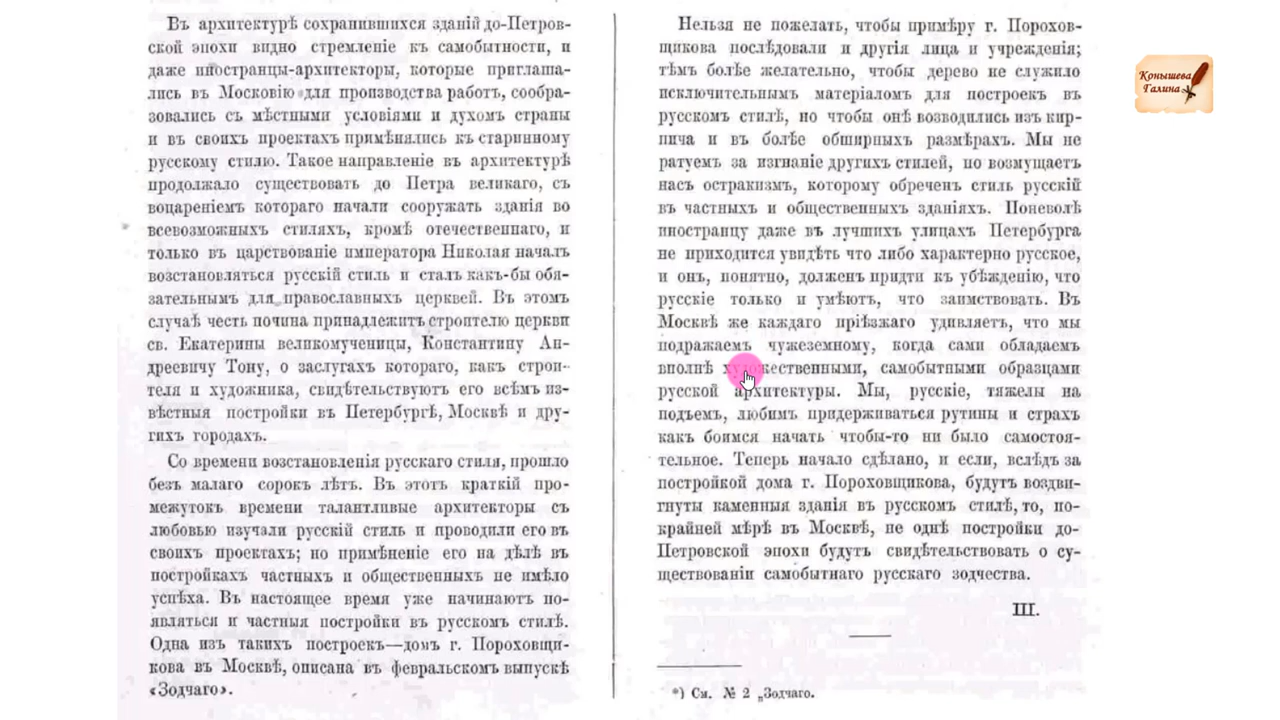 Въ архитектурѣ сохранившихся зданій до-Петров-
ской эпохи видно стремленіе къ самобытности, и
даже иностранцы-архитекторы, которые приглаша-
лись въ Московію для производства работъ, сообра-
зовались съ мѣстными условіями и духомъ страны
и въ своихъ проектахъ примѣнялись къ старинному
русскому стилю. Такое направленіе въ архитектурѣ
продолжало существовать до Петра великаго, съ
воцареніемъ котораго начали сооружать зданія во
всевозможныхъ стиляхъ, кромѣ отечественнаго, и
только въ царствованіе императора Николая началъ
возстановляться русскій стиль и сталъ какъ-бы обя-
зательнымъ для православныхъ церквей. Въ этомъ
случаѣ честь почина принадлежитъ строителю церкви
св. Екатерины великомученицы, Константину Ан-
дреевичу Тону, о заслугахъ котораго, какъ строи-
теля и художника, свидѣтельствуютъ его всѣмъ из-
вѣстныя постройки въ Петербургѣ, Москвѣ и дру-
гихъ городахъ.
Со времени возстановленія русскаго стиля, прошло
безъ малаго сорокъ лѣтъ. Въ этотъ краткій про-
межутокъ времени талантливые архитекторы съ
любовью изучали русскій стиль и проводили его въ
своихъ проектахъ; но примѣненіе его на дѣлѣ въ
постройкахъ частныхъ и общественныхъ не имѣло
успѣха. Въ настоящее время уже начинаютъ по-
являться и частныя постройки въ русскомъ стилѣ.
Одна изъ такихъ построекъ—домъ г. Пороховщи-
кова въ Москвѣ, описана въ февральскомъ выпускѣ
«Зодчаго».
Нельзя не пожелать, чтобы примѣру г. Порохов-
щикова послѣдовали и другія лица и учрежденія;
тѣмъ болѣе желательно, чтобы дерево не служило
исключительнымъ матеріаломъ для построекъ въ
русскомъ стилѣ, но чтобы онѣ возводились изъ кир-
пича и въ болѣе обширныхъ размѣрахъ. Мы не
ратуемъ за изгнаніе другихъ стилей, но возмущаетъ
насъ остракизмъ, которому обреченъ стиль русскій
въ частныхъ и общественныхъ зданіяхъ. Поневолѣ
иностранцу даже въ лучшихъ улицахъ Петербурга
не приходится увидѣть что либо характерно русское,
и онъ, понятно, долженъ придти къ убѣжденію, что
русскіе только и умѣютъ, что заимствовать. Въ
Москвѣ же каждаго пріѣзжаго удивляетъ, что мы
подражаемъ чужеземному, когда сами обладаемъ
вполнѣ художественными, самобытными образцами
русской архитектуры. Мы, русскіе, тяжелы на
подъемъ, любимъ придерживаться рутины и страхъ
какъ боимся начать чтобы-то ни было самостоя-
тельное. Теперь начало сдѣлано, и если, вслѣдъ за
постройкой дома г. Пороховщикова, будутъ воздви-
гнуты каменныя зданія въ русскомъ стилѣ, то, по-
крайней мѣрѣ въ Москвѣ, не однѣ постройки до-
Петровской эпохи будутъ свидѣтельствовать о су-
ществованіи самобытнаго русскаго зодчества.
III.
*) См. № 2 „Зодчаго.
Конышева
Галина